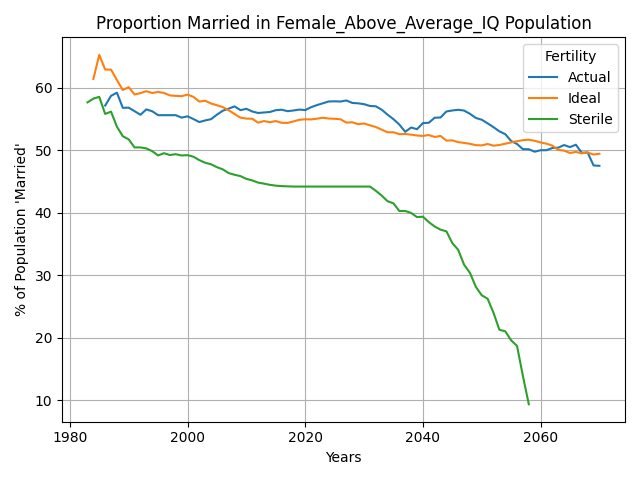 Proportion Married in Female_Above_Average_IQ Population
Fertility
Actual
Ideal
Sterile
% of Population 'Married'
60
50
40
30
20
10
1980
2000
2020
2040
2060
Years